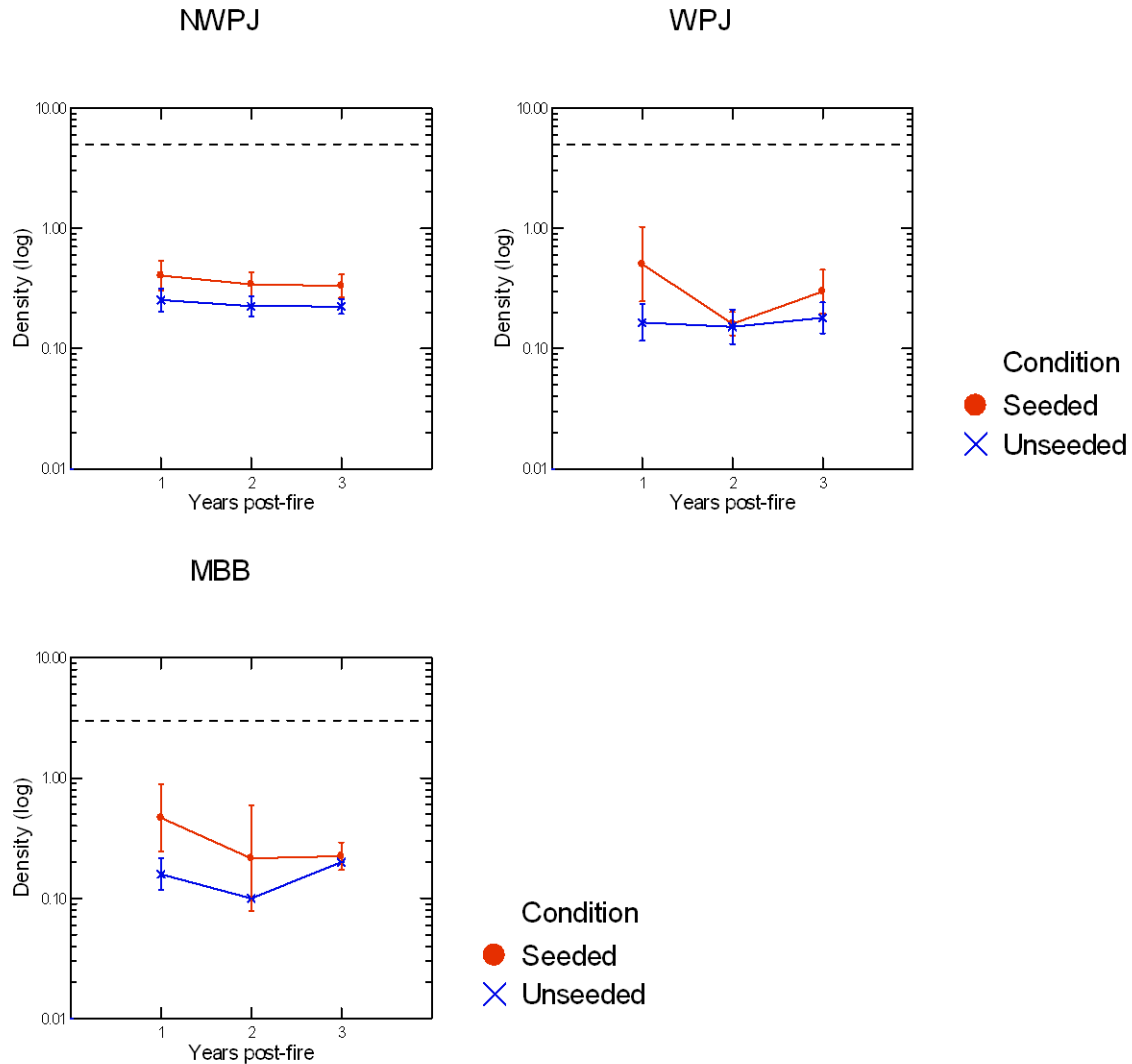 NWPJ
10.00
1.00
0.10
0.01
Density (log)
1 2 3
Years post-fire
WPJ
10.00
1.00
0.10
0.01
Density (log)
1 2 3
Years post-fire
Condition
Seeded
Unseeded
MBB
10.00
1.00
0.10
0.01
Density (log)
1 2 3
Years post-fire
Condition
Seeded
Unseeded